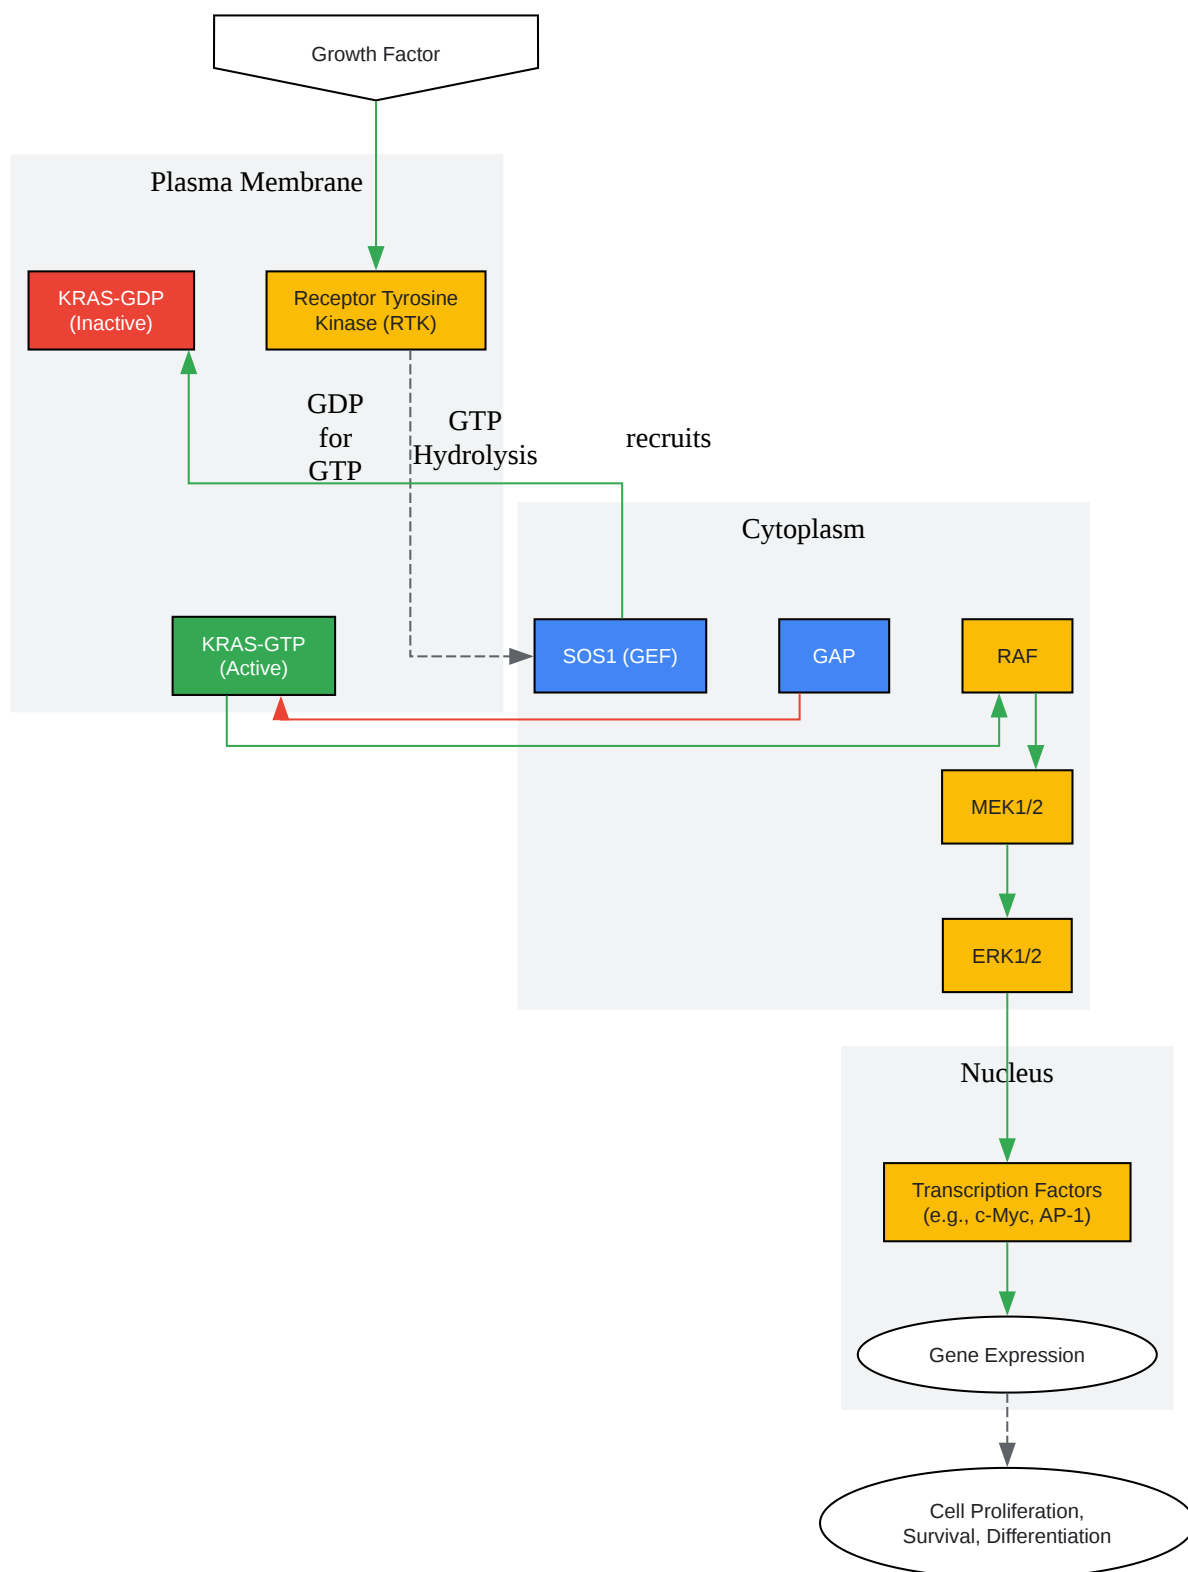 Growth Factor
Plasma Membrane
KRAS-GDP
(Inactive)
Receptor Tyrosine
Kinase (RTK)
GDP
for
GTP
GTP
Hydrolysis
recruits
Cytoplasm
KRAS-GTP
(Active)
SOS1 (GEF)
GAP
RAF
MEK1/2
ERK1/2
Nucleus
Transcription Factors
(e.g., c-Myc, AP-1)
Gene Expression
Cell Proliferation,
Survival, Differentiation